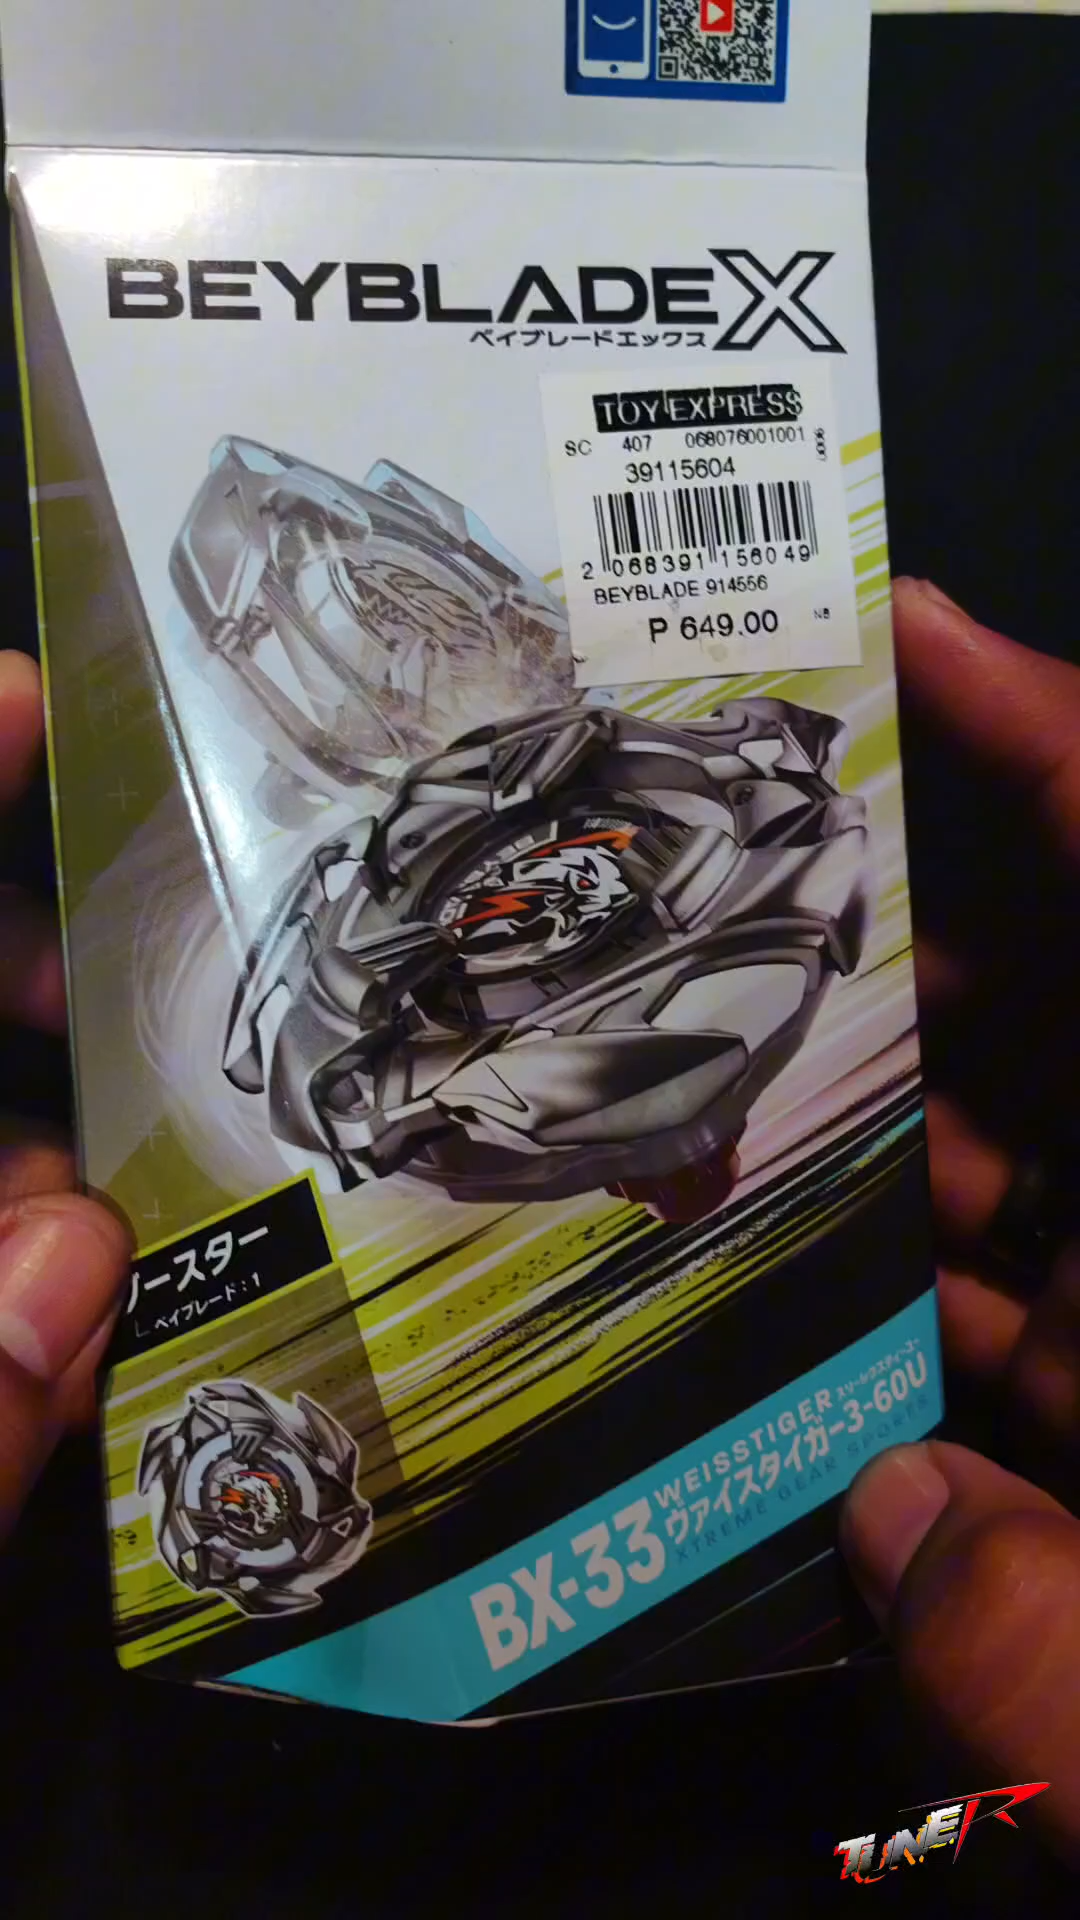 BEYBLADE X
ベイブレードエックス
TOY EXPRESS
SC 407 068076001001
39115604
2 068391 156049
BEYBLADE 914556
P 649.00 NB
ースター
ベイブレード:1
WEISSTIGER
BX-33 ヴァイスタイガー3-60U
XTREME GEAR SPORTS
TUNER